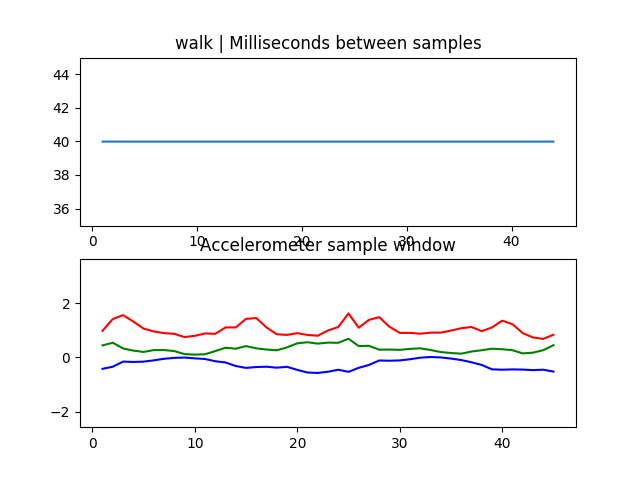 walk | Milliseconds between samples
44
42
40
38
36
0 10 20 30 40
Accelerometer sample window
2
0
−2
0 10 20 30 40